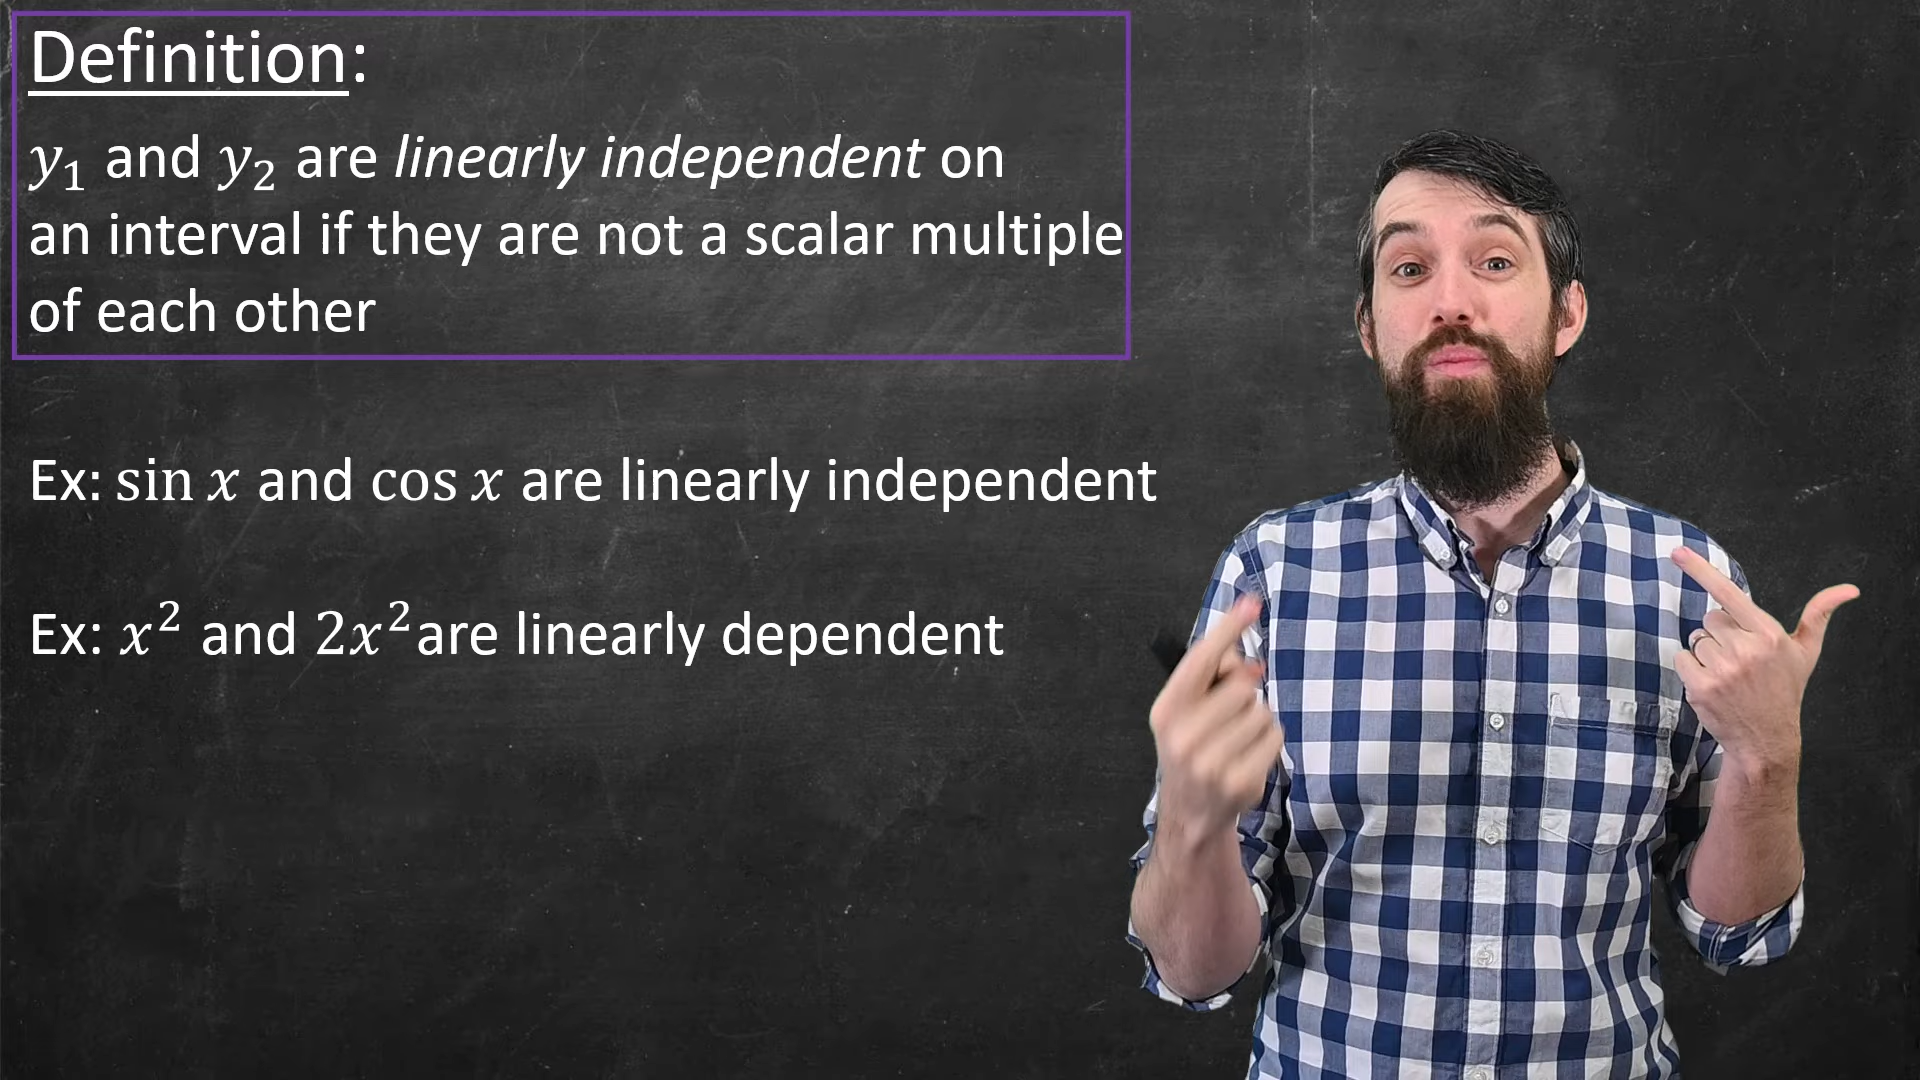 Definition:
y₁ and y₂ are linearly independent on
an interval if they are not a scalar multiple
of each other
Ex: sin x and cos x are linearly independent
Ex: x² and 2x²are linearly dependent